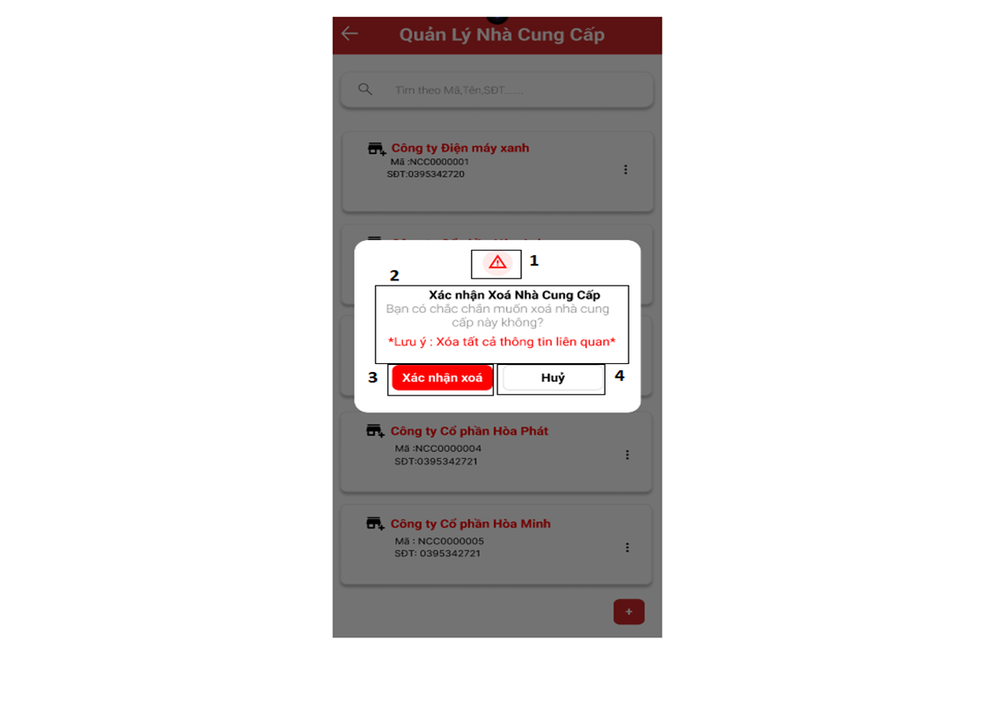 Quản Lý Nhà Cung Cấp
Tìm theo Mã,Tên,SĐT.......
Công ty Điện máy xanh
Mã :NCC0000001
SĐT:0395342720
1
2
Xác nhận Xoá Nhà Cung Cấp
Bạn có chắc chắn muốn xoá nhà cung
cấp này không?
*Lưu ý : Xóa tất cả thông tin liên quan*
3
Xác nhận xoá
Huỷ
4
Công ty Cổ phần Hòa Phát
Mã :NCC0000004
SĐT:0395342721
Công ty Cổ phần Hòa Minh
Mã : NCC0000005
SĐT: 0395342721
+